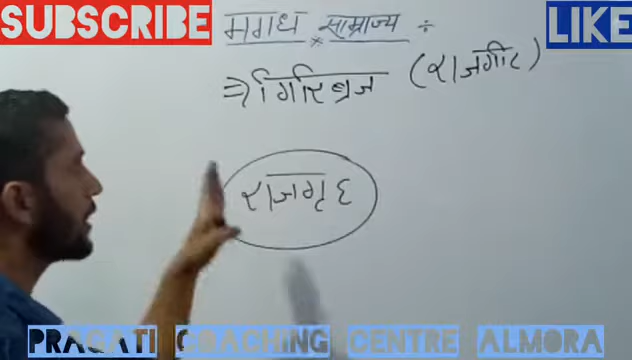 SUBSCRIBE
LIKE
मगध साम्राज्य ÷
⇒ गिरिब्रज (राजगीर)
राजगृह
PRAGATI COACHING CENTRE ALMORA